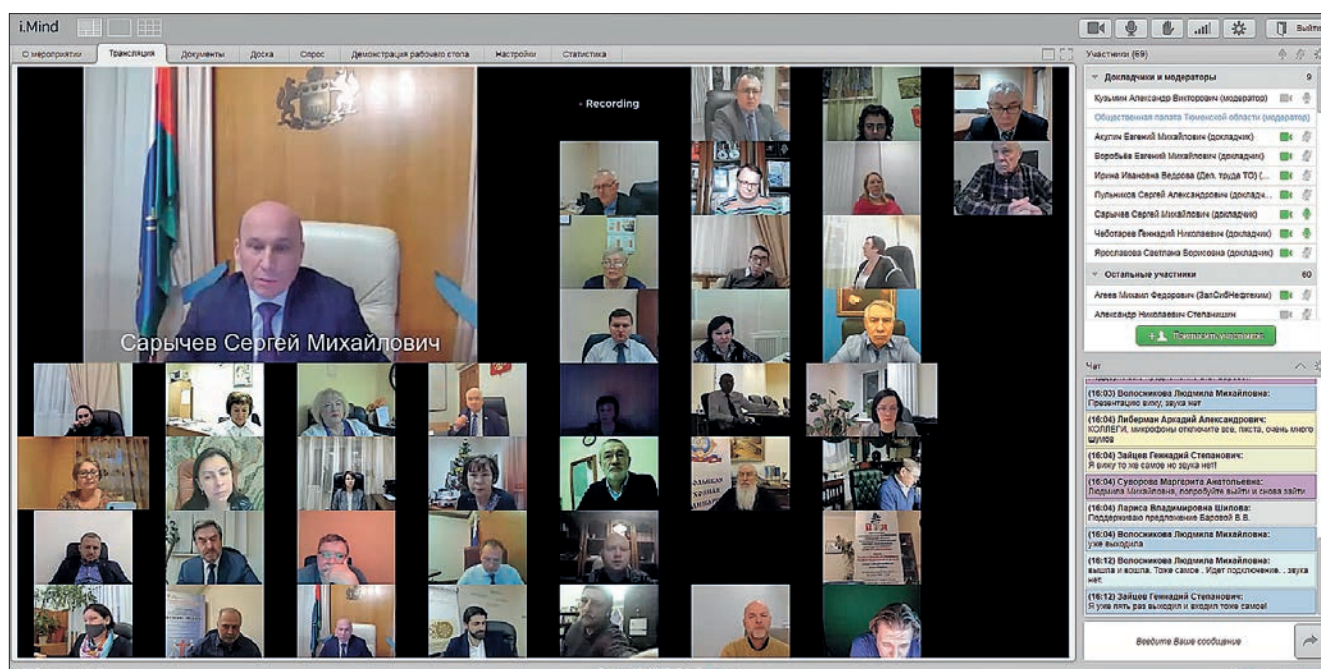 i.Mind
Выйти
О мероприятии
Трансляция
Документы
Доска
Опрос
Демонстрация рабочего стола
Настройки
Статистика
- Recording
Сарычев Сергей Михайлович
Участники (69)
Докладчики и модераторы 9
Кузьмин Александр Викторович (модератор)
Общественная палата Тюменской области (модератор)
Акулич Евгений Михайлович (докладчик)
Воробьёв Евгений Михайлович (докладчик)
Ирина Ивановна Ведрова (Деп. труда ТО) (...
Пульников Сергей Александрович (докладч...
Сарычев Сергей Михайлович (докладчик)
Чеботарев Геннадий Николаевич (докладчик)
Ярославова Светлана Борисовна (докладчик)
Остальные участники 60
Агеев Михаил Федорович (ЗапСибНефтехим)
Александр Николаевич Степанишин
Пригласить участников
Чат
(16:03) Волосникова Людмила Михайловна:
Презентацию вижу, звука нет
(16:04) Либерман Аркадий Александрович:
КОЛЛЕГИ, микрофоны отключите все, пжста, очень много
шумов
(16:04) Зайцев Геннадий Степанович:
Я вижу то же самое но звука нет!
(16:04) Суворова Маргарита Анатольевна:
Людмила Михайловна, попробуйте выйти и снова зайти
(16:04) Лариса Владимировна Шилова:
Поддерживаю предложение Баровой В.В.
(16:04) Волосникова Людмила Михайловна:
уже выходила
(16:12) Волосникова Людмила Михайловна:
вышла и вошла. Тоже самое . Идет подключение. . звука
нет.
(16:12) Зайцев Геннадий Степанович:
Я уже пять раз выходил и входил тоже самое!
Введите Ваше сообщение